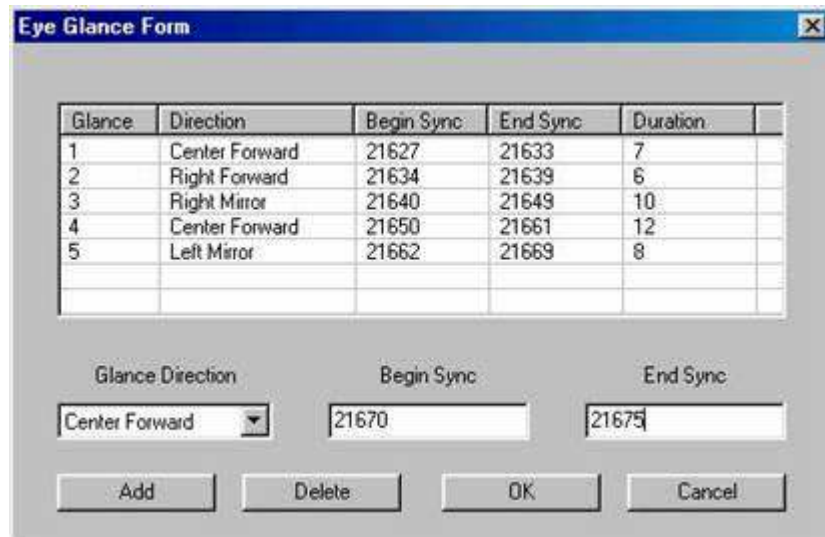 Eye Glance Form
Glance Direction Begin Sync End Sync Duration
1 Center Forward 21627 21633 7
2 Right Forward 21634 21639 6
3 Right Mirror 21640 21649 10
4 Center Forward 21650 21661 12
5 Left Mirror 21662 21669 8
Glance Direction Begin Sync End Sync
Center Forward 21670 21675
Add Delete OK Cancel